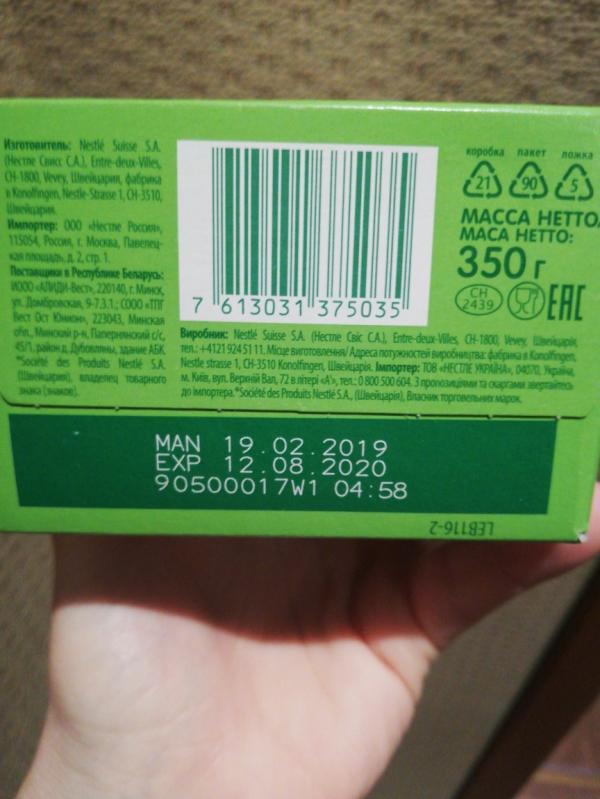 Изготовитель: Nestlé Suisse S.A.
(Нестле Свисс С.А.), Entre-deux-Villes,
CH-1800, Vevey, Швейцария, фабрика
в Konolfingen, Nestle-Strasse 1, CH-3510,
Швейцария.
Импортер: ООО «Нестле Россия»,
115054, Россия, г. Москва, Павелец-
кая площадь, д. 2, стр. 1.
Поставщики в Республике Беларусь:
ИООО «АЛИДИ-Вест», 220140, г. Минск,
ул. Домбровская, 9-7.3.1.; СООО «ТПГ
Вест Ост Юнион», 223043, Минская
обл., Минский р-н, Папернянский с/с,
45/1, район д. Дубовляны, здание АБК.
*Société des Produits Nestlé S.A.
(Швейцария), владелец товарного
знака (знаков).
7 613031 375035
коробка пакет ложка
21 90 5
МАССА НЕТТО/
МАСА НЕТТО:
350 г
CH
2439
EAC
Виробник: Nestlé Suisse S.A. (Нестле Свіс С.А.), Entre-deux-Villes, CH-1800, Vevey, Швейцарія,
тел.: +41219245111. Місце виготовлення/Адреса потужностей виробництва: фабрика в Konolfingen,
Nestle strasse 1, CH-3510 Konolfingen, Швейцарія. Імпортер: ТОВ «НЕСТЛЕ УКРАЇНА», 04070, Україна,
м. Київ, вул. Верхній Вал, 72 в літері «А», тел.: 0 800 500 604. З пропозиціями та скаргами звертайтесь
до імпортера.*Société des Produits Nestlé S.A., (Швейцарія), Власник торговельних марок.
MAN 19.02.2019
EXP 12.08.2020
90500017W1 04:58
LEB116-2